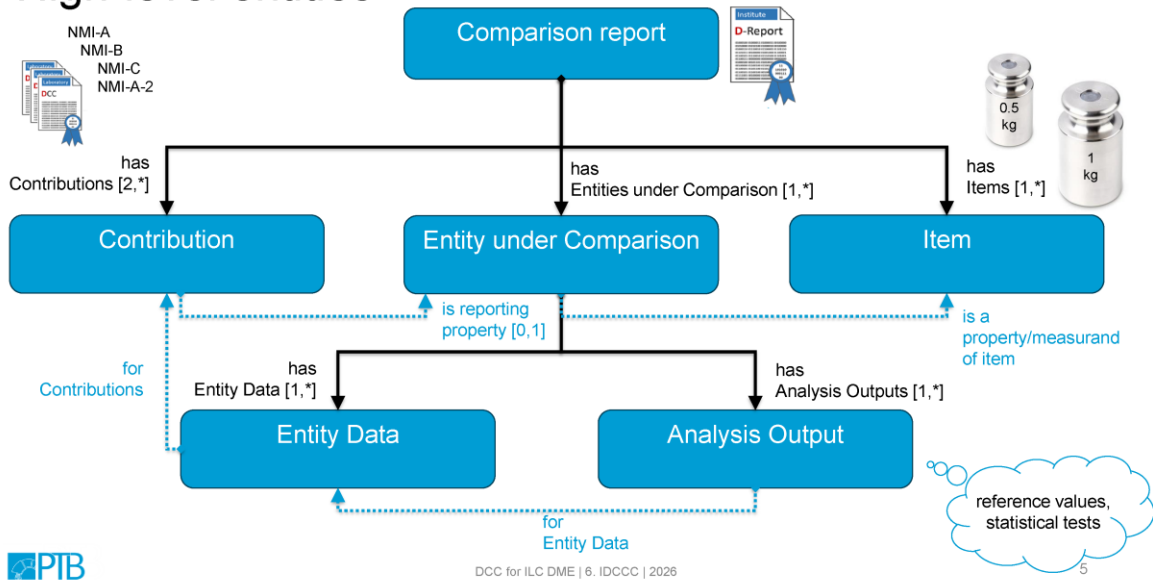 NMI-A
NMI-B
NMI-C
NMI-A-2
Laboratory
DCC
Comparison report
Institute
D-Report
0.5
kg
1
kg
has
Contributions [2,*]
has
Entities under Comparison [1,*]
has
Items [1,*]
Contribution
Entity under Comparison
Item
is reporting
property [0,1]
is a
property/measurand
of item
for
Contributions
has
Entity Data [1,*]
has
Analysis Outputs [1,*]
Entity Data
Analysis Output
reference values,
statistical tests
for
Entity Data
PTB
DCC for ILC DME | 6. IDCCC | 2026
5